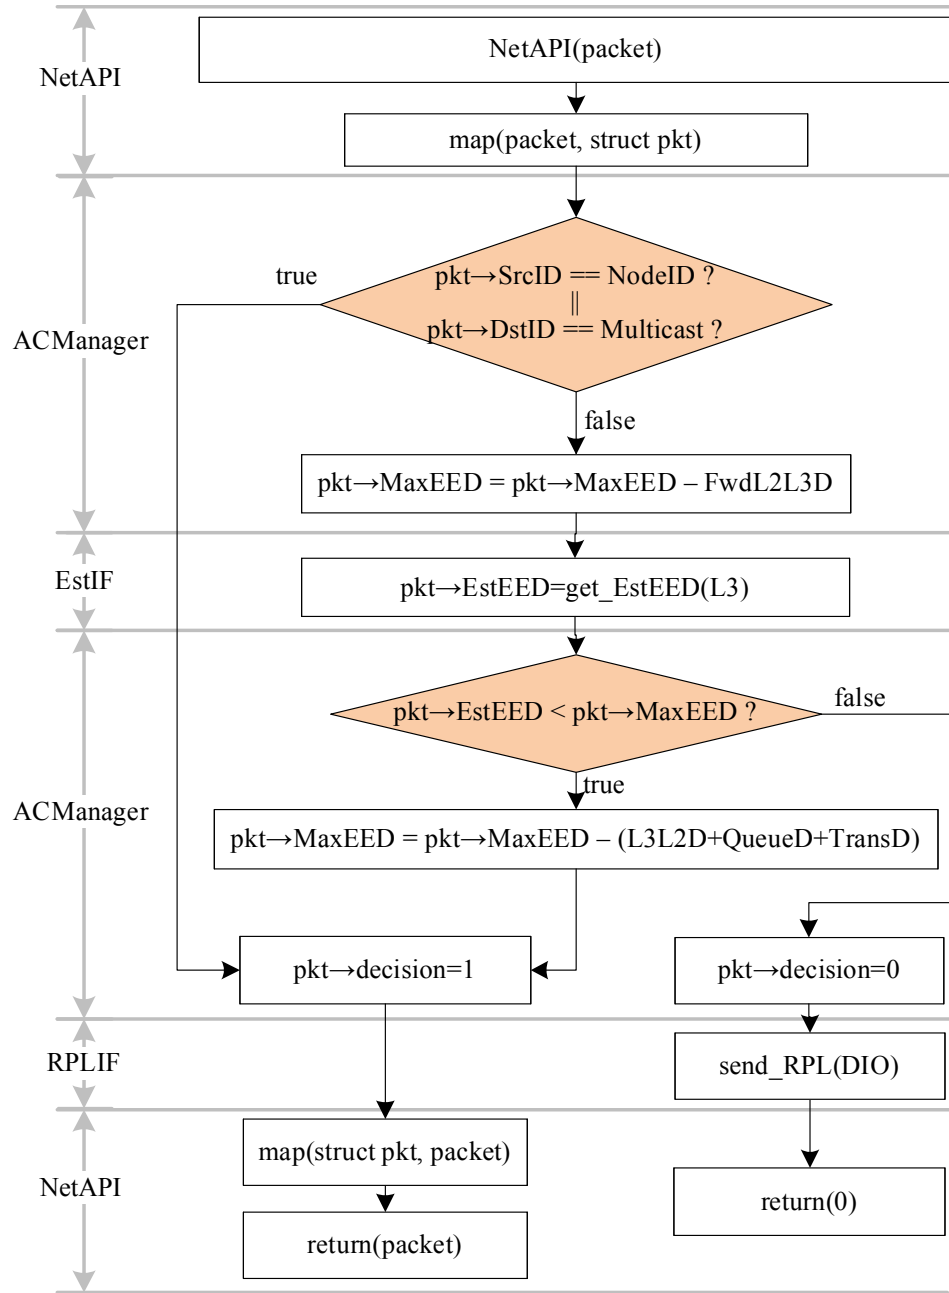 NetAPI(packet)
NetAPI
map(packet, struct pkt)
true
pkt→SrcID == NodeID ?
||
pkt→DstID == Multicast ?
ACManager
false
pkt→MaxEED = pkt→MaxEED – FwdL2L3D
EstIF
pkt→EstEED=get_EstEED(L3)
pkt→EstEED < pkt→MaxEED ?
false
true
ACManager
pkt→MaxEED = pkt→MaxEED – (L3L2D+QueueD+TransD)
pkt→decision=1
pkt→decision=0
RPLIF
send_RPL(DIO)
map(struct pkt, packet)
NetAPI
return(0)
return(packet)